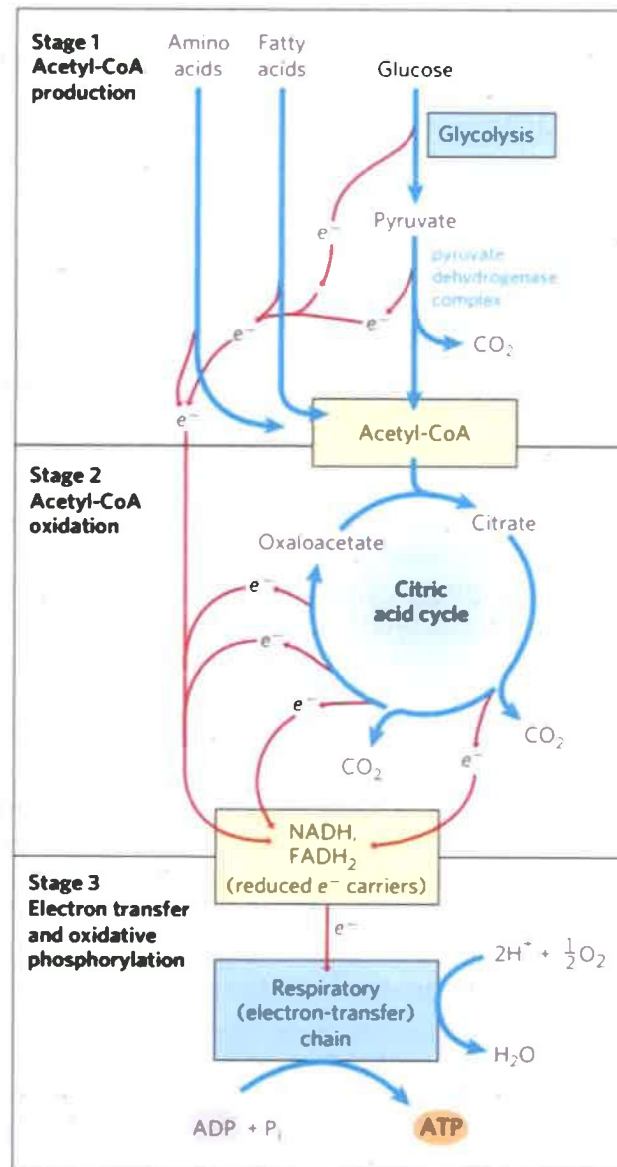 Stage 1
Acetyl-CoA
production
Amino
acids
Fatty
acids
Glucose
Glycolysis
Pyruvate
e⁻
pyruvate
dehydrogenase
complex
e⁻
e⁻
CO₂
e⁻
Acetyl-CoA
Stage 2
Acetyl-CoA
oxidation
Oxaloacetate
Citrate
Citric
acid cycle
e⁻
e⁻
e⁻
CO₂
e⁻
CO₂
NADH,
FADH₂
(reduced e⁻ carriers)
Stage 3
Electron transfer
and oxidative
phosphorylation
e⁻
2H⁺ + ½O₂
Respiratory
(electron-transfer)
chain
H₂O
ADP + Pᵢ
ATP